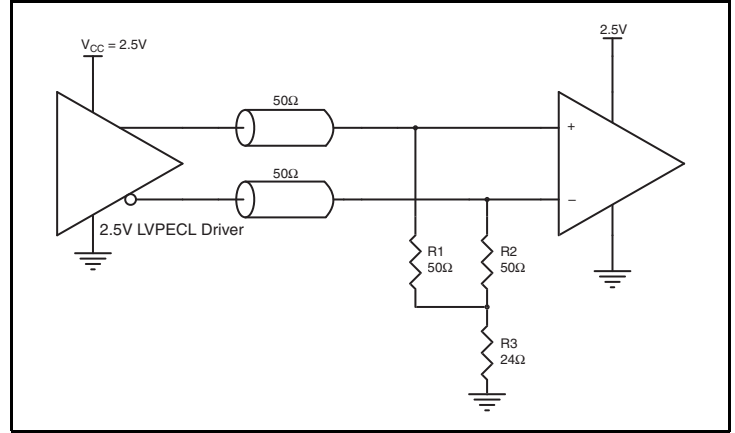 V_CC = 2.5V
2.5V
50Ω
+
50Ω
–
2.5V LVPECL Driver
R1
50Ω
R2
50Ω
R3
24Ω